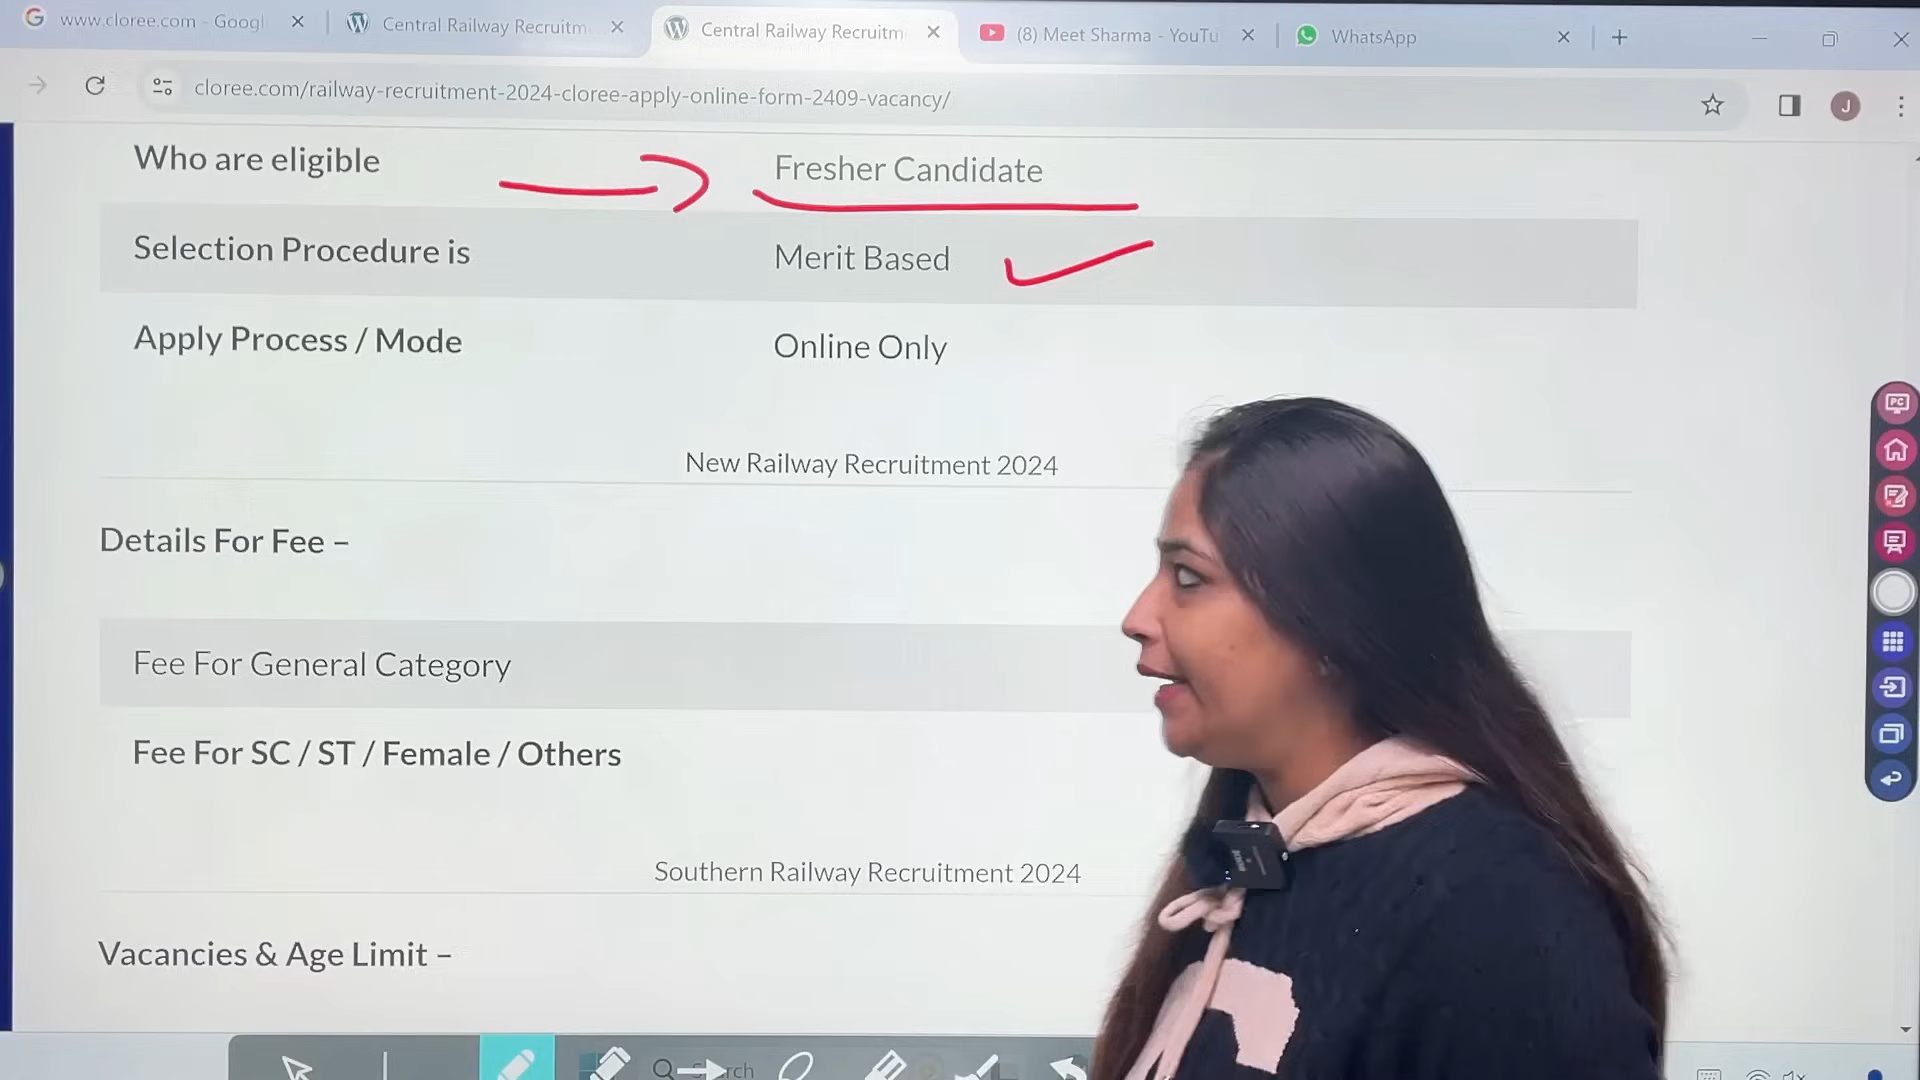 www.cloree.com - Googl
Central Railway Recruitm
Central Railway Recruitm
(8) Meet Sharma - YouTu
WhatsApp
cloree.com/railway-recruitment-2024-cloree-apply-online-form-2409-vacancy/
J
Who are eligible Fresher Candidate
Selection Procedure is Merit Based
Apply Process / Mode Online Only
New Railway Recruitment 2024
Details For Fee –
Fee For General Category
Fee For SC / ST / Female / Others
Southern Railway Recruitment 2024
Vacancies & Age Limit –
PC